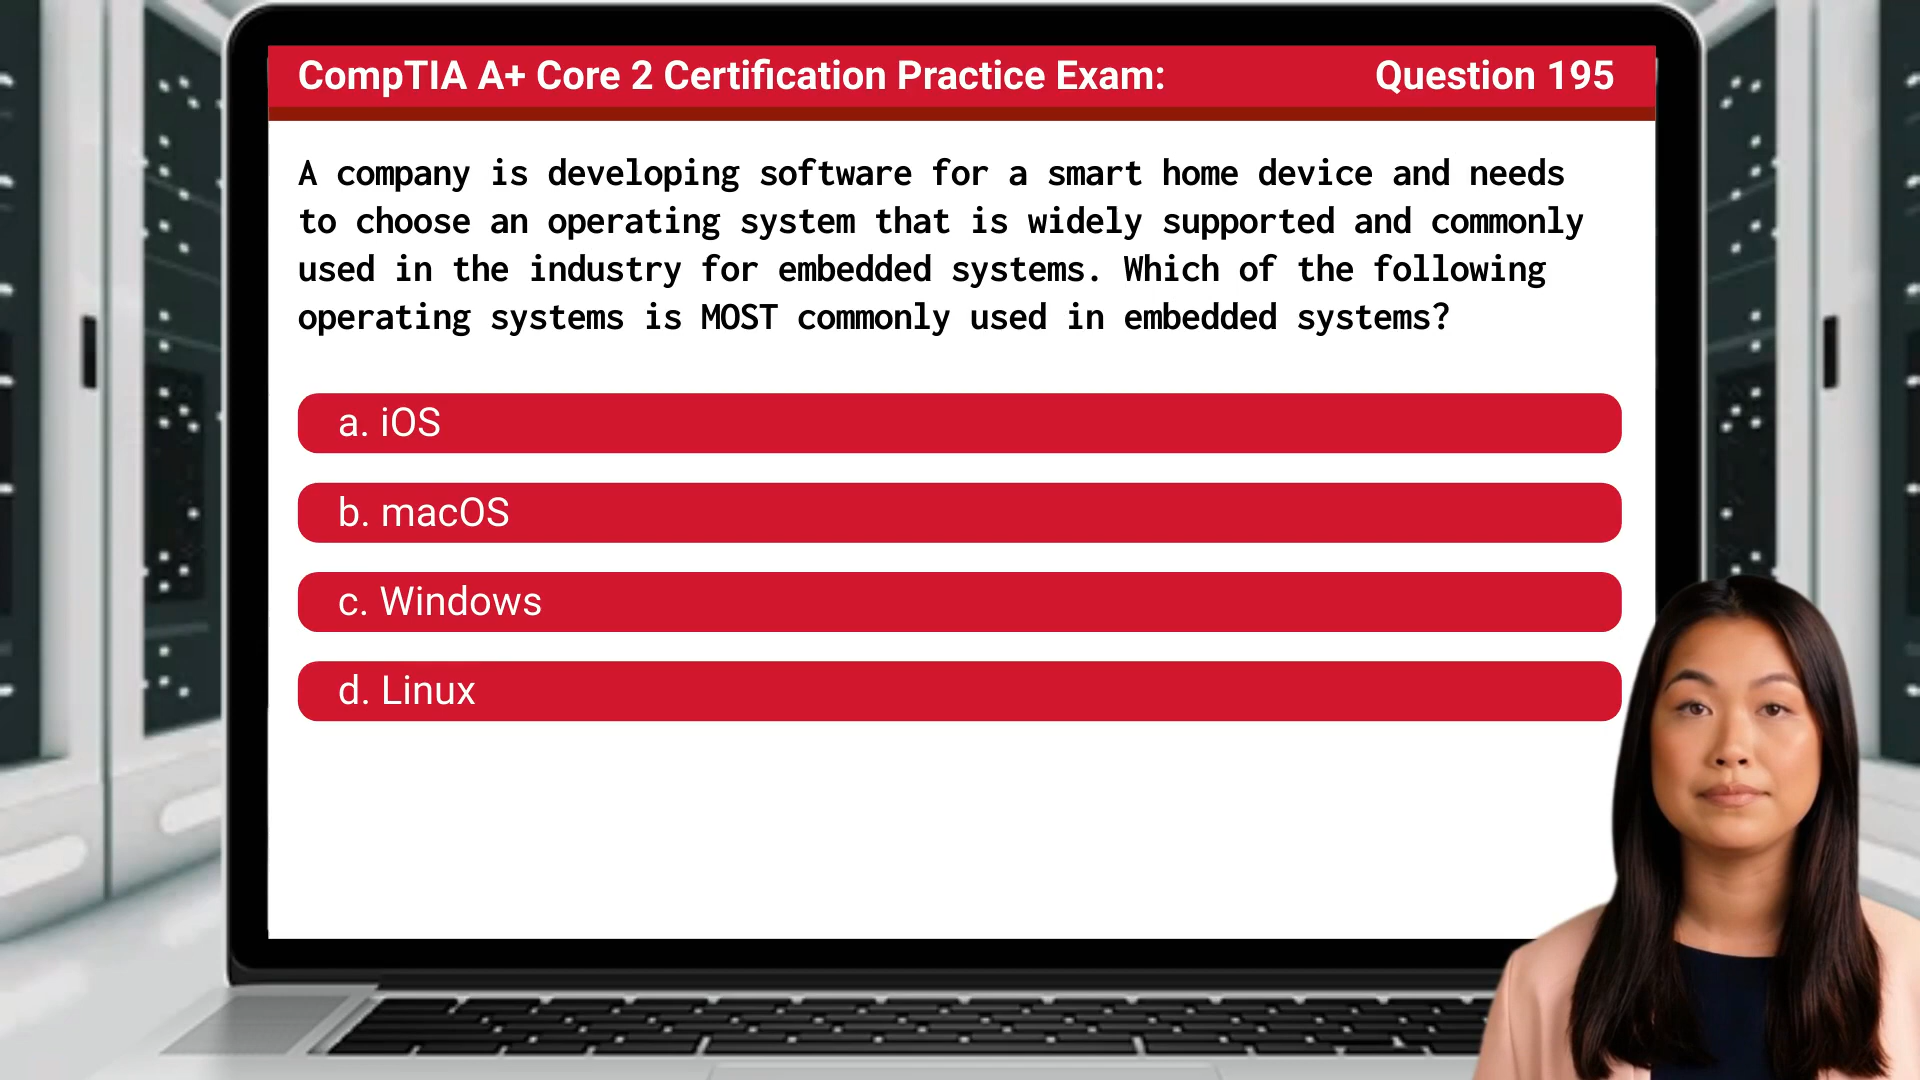 CompTIA A+ Core 2 Certification Practice Exam: Question 195
A company is developing software for a smart home device and needs
to choose an operating system that is widely supported and commonly
used in the industry for embedded systems. Which of the following
operating systems is MOST commonly used in embedded systems?
a. iOS
b. macOS
c. Windows
d. Linux